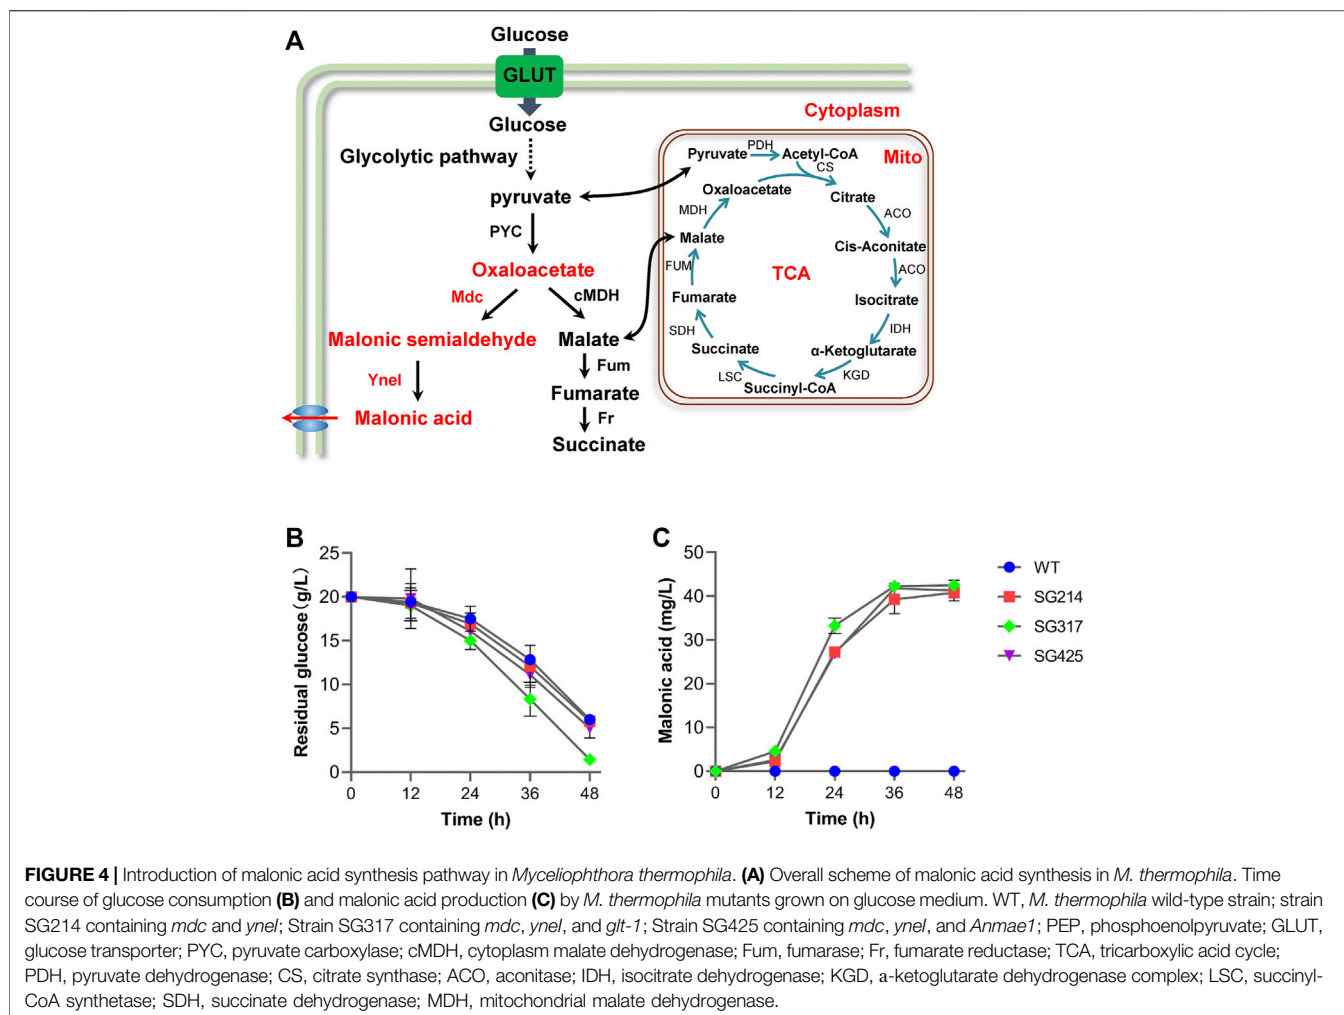 A
Glucose
GLUT
Glucose
Glycolytic pathway
pyruvate
PYC
Oxaloacetate
Mdc
cMDH
Malonic semialdehyde
Malate
Ynel
Fum
Malonic acid
Fumarate
Fr
Succinate
Cytoplasm
Mito
Pyruvate
PDH
Acetyl-CoA
CS
Oxaloacetate
Citrate
MDH
ACO
Malate
Cis-Aconitate
FUM
TCA
ACO
Fumarate
Isocitrate
SDH
IDH
Succinate
α-Ketoglutarate
LSC
KGD
Succinyl-CoA
B
Residual glucose (g/L)
25
20
15
10
5
0
0 12 24 36 48
Time (h)
C
Malonic acid (mg/L)
50
40
30
20
10
0
0 12 24 36 48
Time (h)
WT
SG214
SG317
SG425
FIGURE 4 | Introduction of malonic acid synthesis pathway in Myceliophthora thermophila. (A) Overall scheme of malonic acid synthesis in M. thermophila. Time
course of glucose consumption (B) and malonic acid production (C) by M. thermophila mutants grown on glucose medium. WT, M. thermophila wild-type strain; strain
SG214 containing mdc and ynel; Strain SG317 containing mdc, ynel, and glt-1; Strain SG425 containing mdc, ynel, and Anmae1; PEP, phosphoenolpyruvate; GLUT,
glucose transporter; PYC, pyruvate carboxylase; cMDH, cytoplasm malate dehydrogenase; Fum, fumarase; Fr, fumarate reductase; TCA, tricarboxylic acid cycle;
PDH, pyruvate dehydrogenase; CS, citrate synthase; ACO, aconitase; IDH, isocitrate dehydrogenase; KGD, a-ketoglutarate dehydrogenase complex; LSC, succinyl-
CoA synthetase; SDH, succinate dehydrogenase; MDH, mitochondrial malate dehydrogenase.